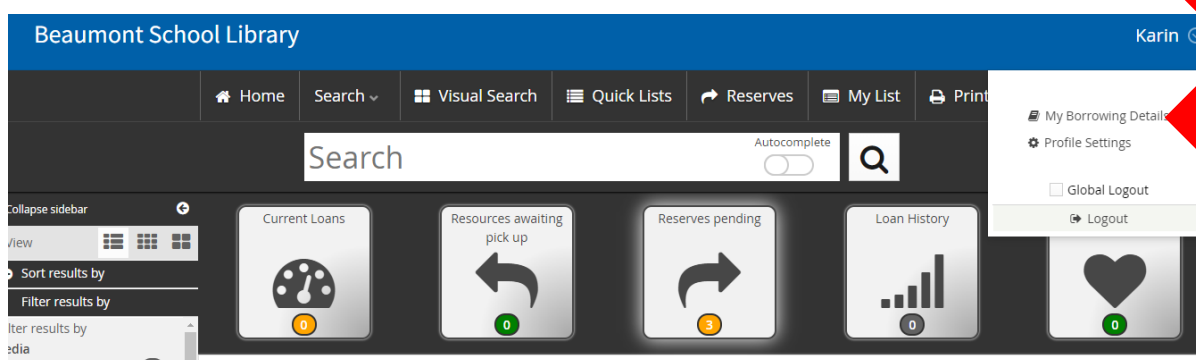 Beaumont School Library
Karin
Home Search Visual Search Quick Lists Reserves My List Print
My Borrowing Details
Profile Settings
Global Logout
Logout
Search
Autocomplete
Collapse sidebar
View
Sort results by
Filter results by
Current Loans
0
Resources awaiting
pick up
0
Reserves pending
3
Loan History
0
0